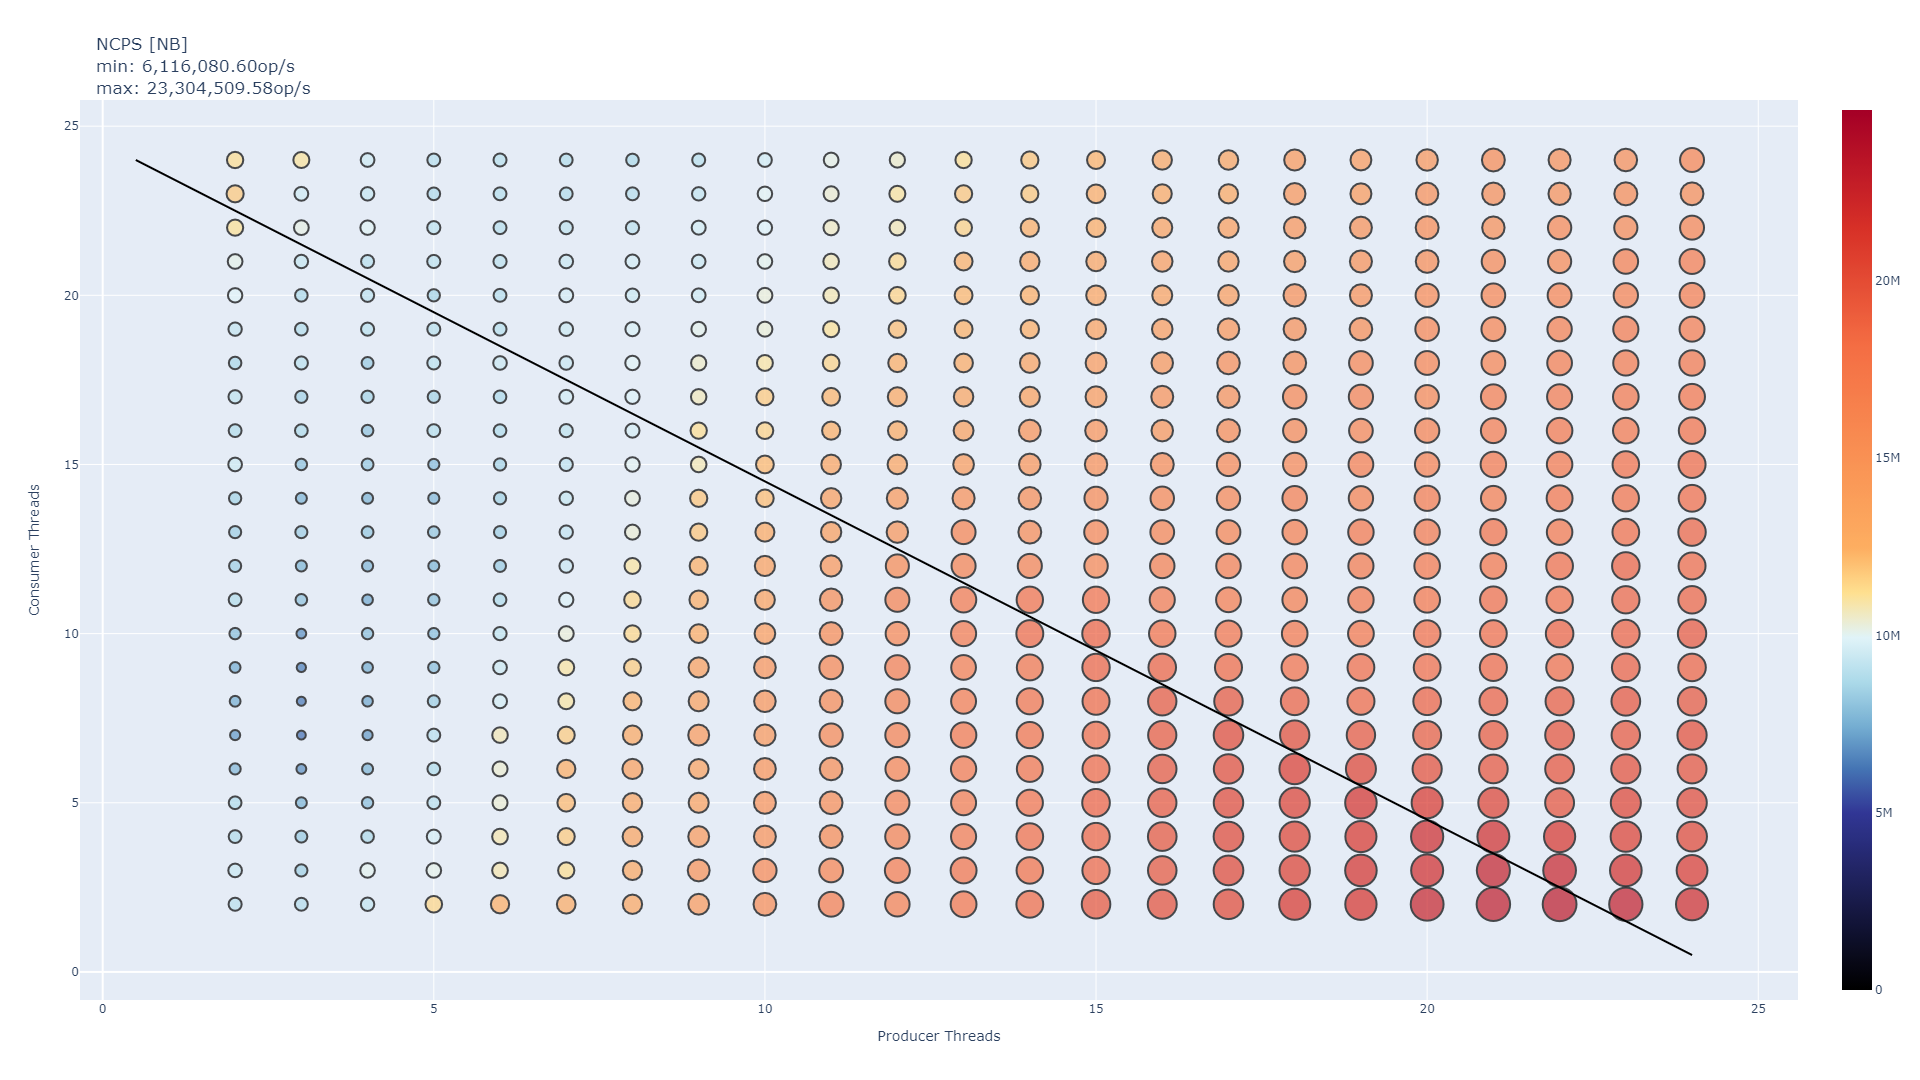 NCPS [NB]
min: 6,116,080.60op/s
max: 23,304,509.58op/s
25
20
15
10
5
0
Consumer Threads
0
5
10
15
20
25
Producer Threads
20M
15M
10M
5M
0